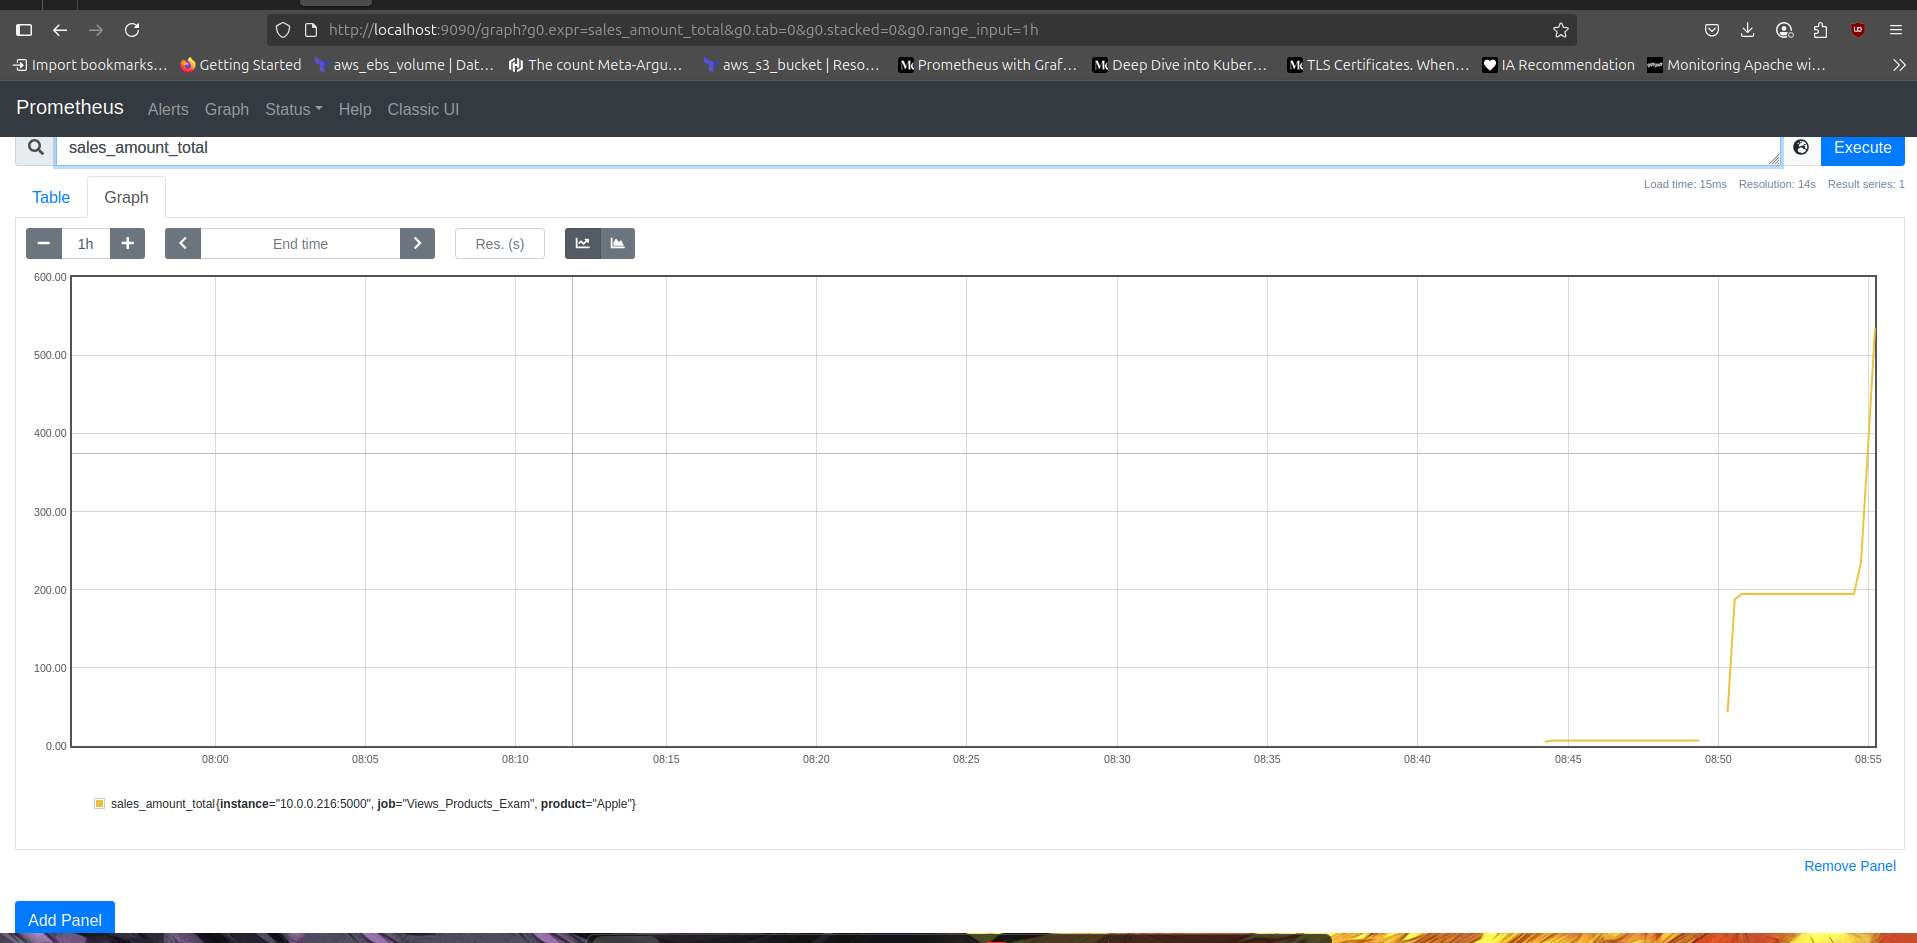 http://localhost:9090/graph?g0.expr=sales_amount_total&g0.tab=0&g0.stacked=0&g0.range_input=1h
Import bookmarks... Getting Started aws_ebs_volume | Dat... The count Meta-Argu... aws_s3_bucket | Reso... Prometheus with Graf... Deep Dive into Kuber... TLS Certificates. When... IA Recommendation Monitoring Apache wi...
Prometheus Alerts Graph Status Help Classic UI
sales_amount_total Execute
Table Graph
Load time: 15ms Resolution: 14s Result series: 1
1h End time Res. (s)
600.00
500.00
400.00
300.00
200.00
100.00
0.00
08:00 08:05 08:10 08:15 08:20 08:25 08:30 08:35 08:40 08:45 08:50 08:55
sales_amount_total{instance="10.0.0.216:5000", job="Views_Products_Exam", product="Apple"}
Remove Panel
Add Panel